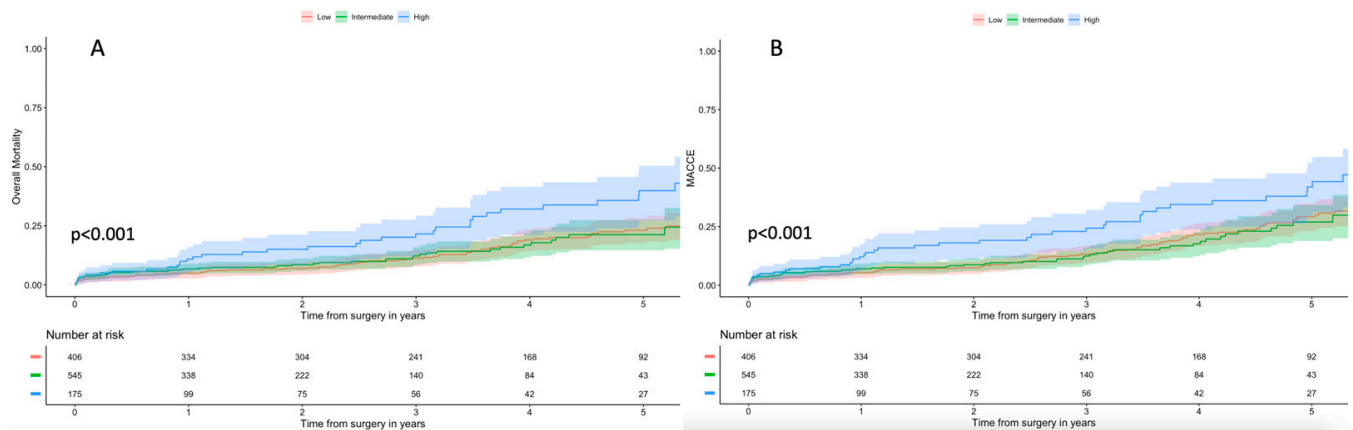 Low Intermediate High
A
1.00
0.75
0.50
0.25
0.00
Overall Mortality
p<0.001
0 1 2 3 4 5
Time from surgery in years
Number at risk
406 334 304 241 168 92
545 338 222 140 84 43
175 99 75 56 42 27
0 1 2 3 4 5
Time from surgery in years
Low Intermediate High
B
1.00
0.75
0.50
0.25
0.00
MACCE
p<0.001
0 1 2 3 4 5
Time from surgery in years
Number at risk
406 334 304 241 168 92
545 338 222 140 84 43
175 99 75 56 42 27
0 1 2 3 4 5
Time from surgery in years